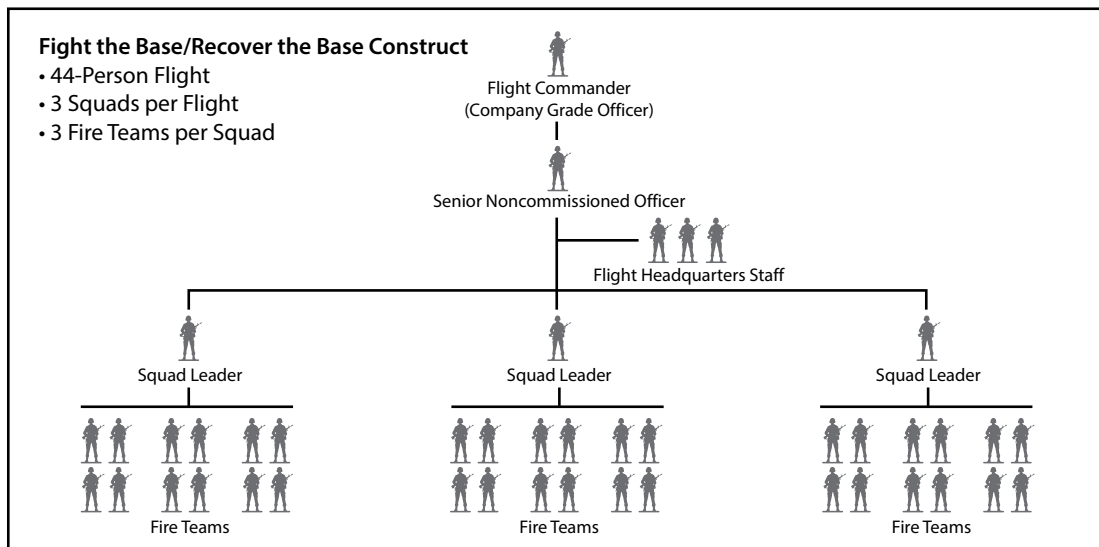 Fight the Base/Recover the Base Construct
• 44-Person Flight
• 3 Squads per Flight
• 3 Fire Teams per Squad
Flight Commander
(Company Grade Officer)
Senior Noncommissioned Officer
Flight Headquarters Staff
Squad Leader
Squad Leader
Squad Leader
Fire Teams
Fire Teams
Fire Teams